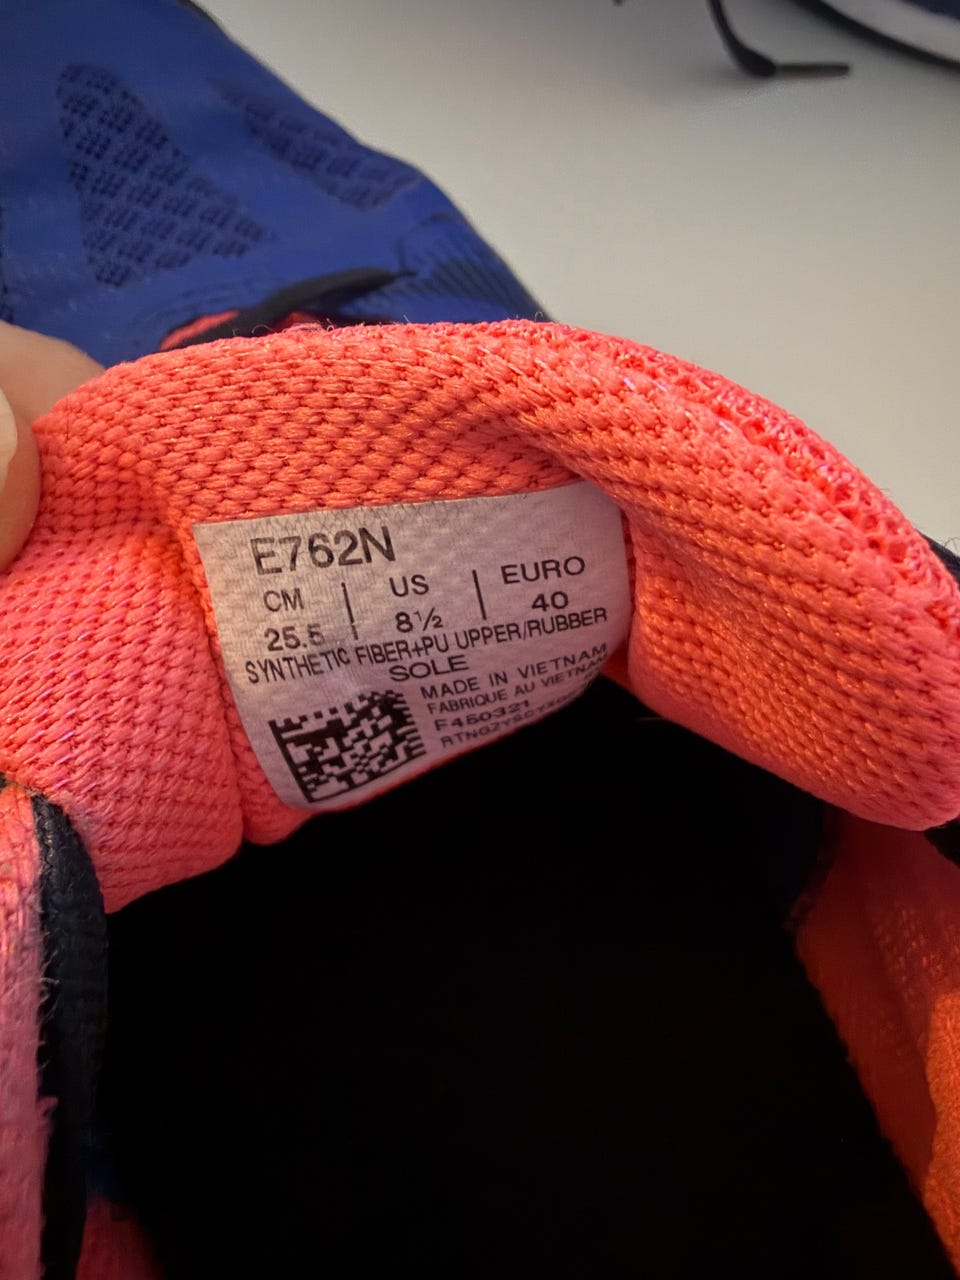 E762N
CM | US | EURO
25.5 | 8½ | 40
SYNTHETIC FIBER+PU UPPER/RUBBER
SOLE
MADE IN VIETNAM
FABRIQUE AU VIETNAM
F450321